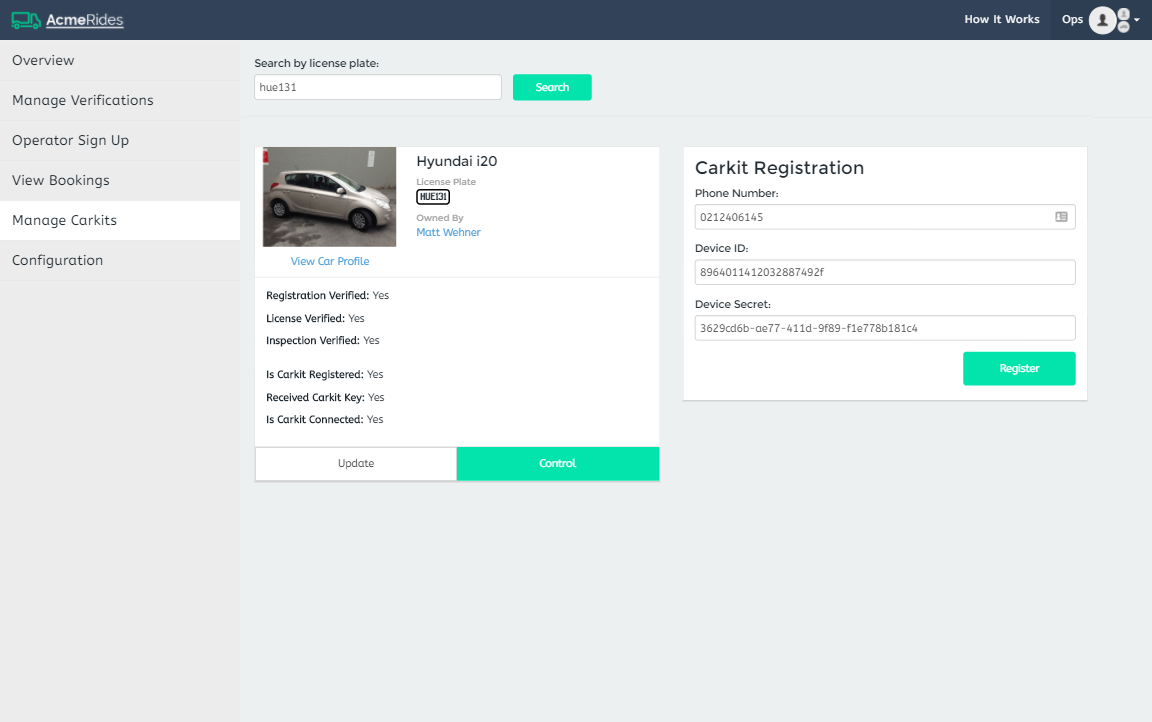 AcmeRides
How It Works
Ops
Overview
Manage Verifications
Operator Sign Up
View Bookings
Manage Carkits
Configuration
Search by license plate:
hue131
Search
Hyundai i20
License Plate
HUE131
Owned By
Matt Wehner
View Car Profile
Registration Verified: Yes
License Verified: Yes
Inspection Verified: Yes
Is Carkit Registered: Yes
Received Carkit Key: Yes
Is Carkit Connected: Yes
Update
Control
Carkit Registration
Phone Number:
0212406145
Device ID:
8964011412032887492f
Device Secret:
3629cd6b-ae77-411d-9f89-f1e778b181c4
Register